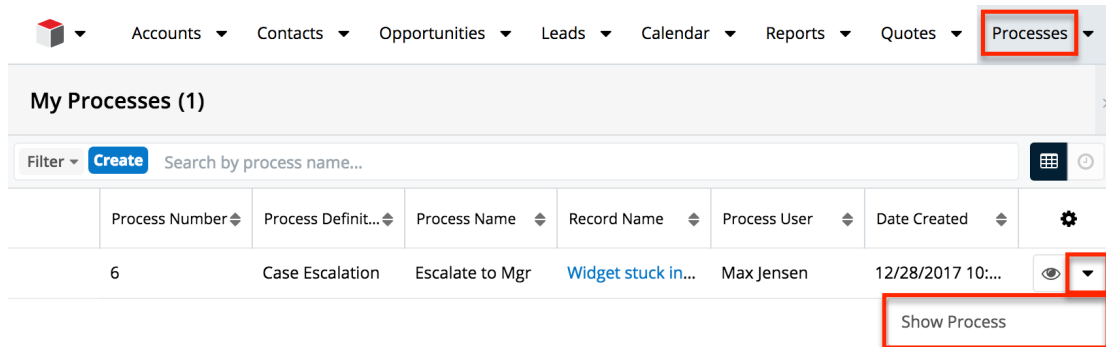 Accounts Contacts Opportunities Leads Calendar Reports Quotes Processes
My Processes (1)
Filter Create Search by process name...
Process Number Process Definit... Process Name Record Name Process User Date Created
6 Case Escalation Escalate to Mgr Widget stuck in... Max Jensen 12/28/2017 10:...
Show Process